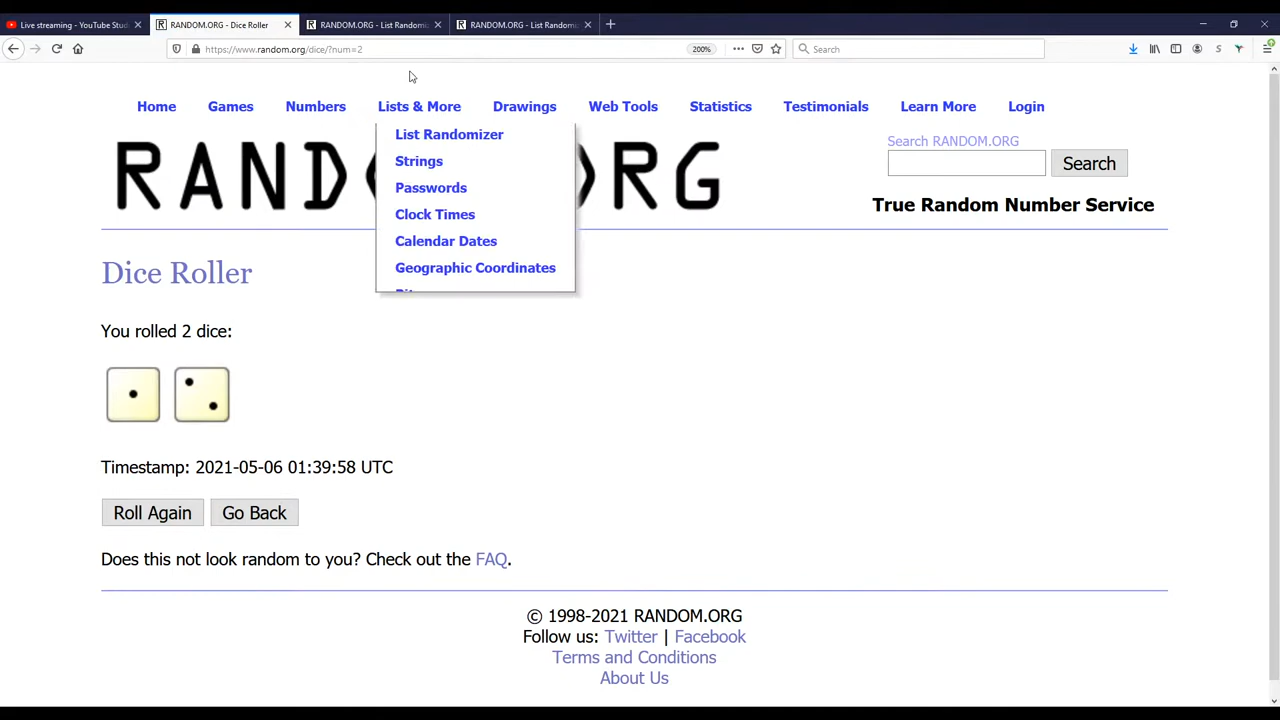 Live streaming - YouTube Stud
RANDOM.ORG - Dice Roller
RANDOM.ORG - List Randomiz
RANDOM.ORG - List Randomiz
https://www.random.org/dice/?num=2
200%
Search
Home Games Numbers Lists & More Drawings Web Tools Statistics Testimonials Learn More Login
List Randomizer
Strings
Passwords
Clock Times
Calendar Dates
Geographic Coordinates
RANDOM.ORG
Search RANDOM.ORG
Search
True Random Number Service
Dice Roller
You rolled 2 dice:
Timestamp: 2021-05-06 01:39:58 UTC
Roll Again Go Back
Does this not look random to you? Check out the FAQ.
© 1998-2021 RANDOM.ORG
Follow us: Twitter | Facebook
Terms and Conditions
About Us